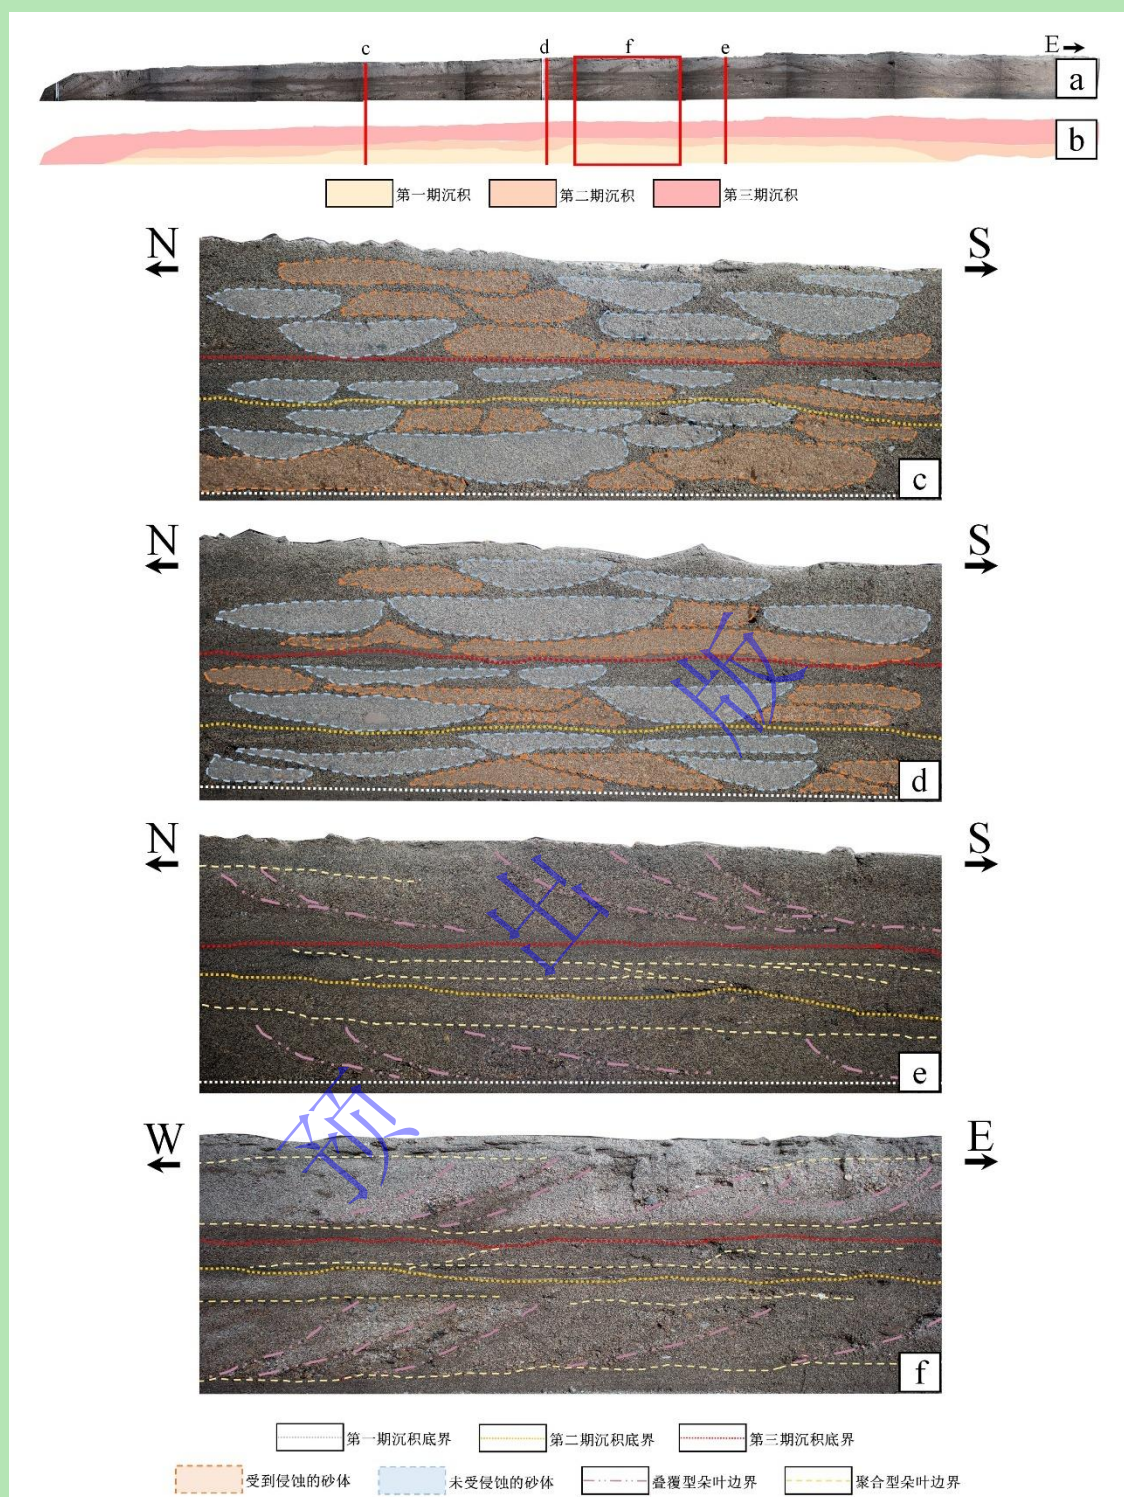 c d f e
E
a
b
第一期沉积 第二期沉积 第三期沉积
N S
c
N S
d
N S
e
W E
f
第一期沉积底界 第二期沉积底界 第三期沉积底界
受到侵蚀的砂体 未受侵蚀的砂体 叠覆型朵叶边界 聚合型朵叶边界
预出版